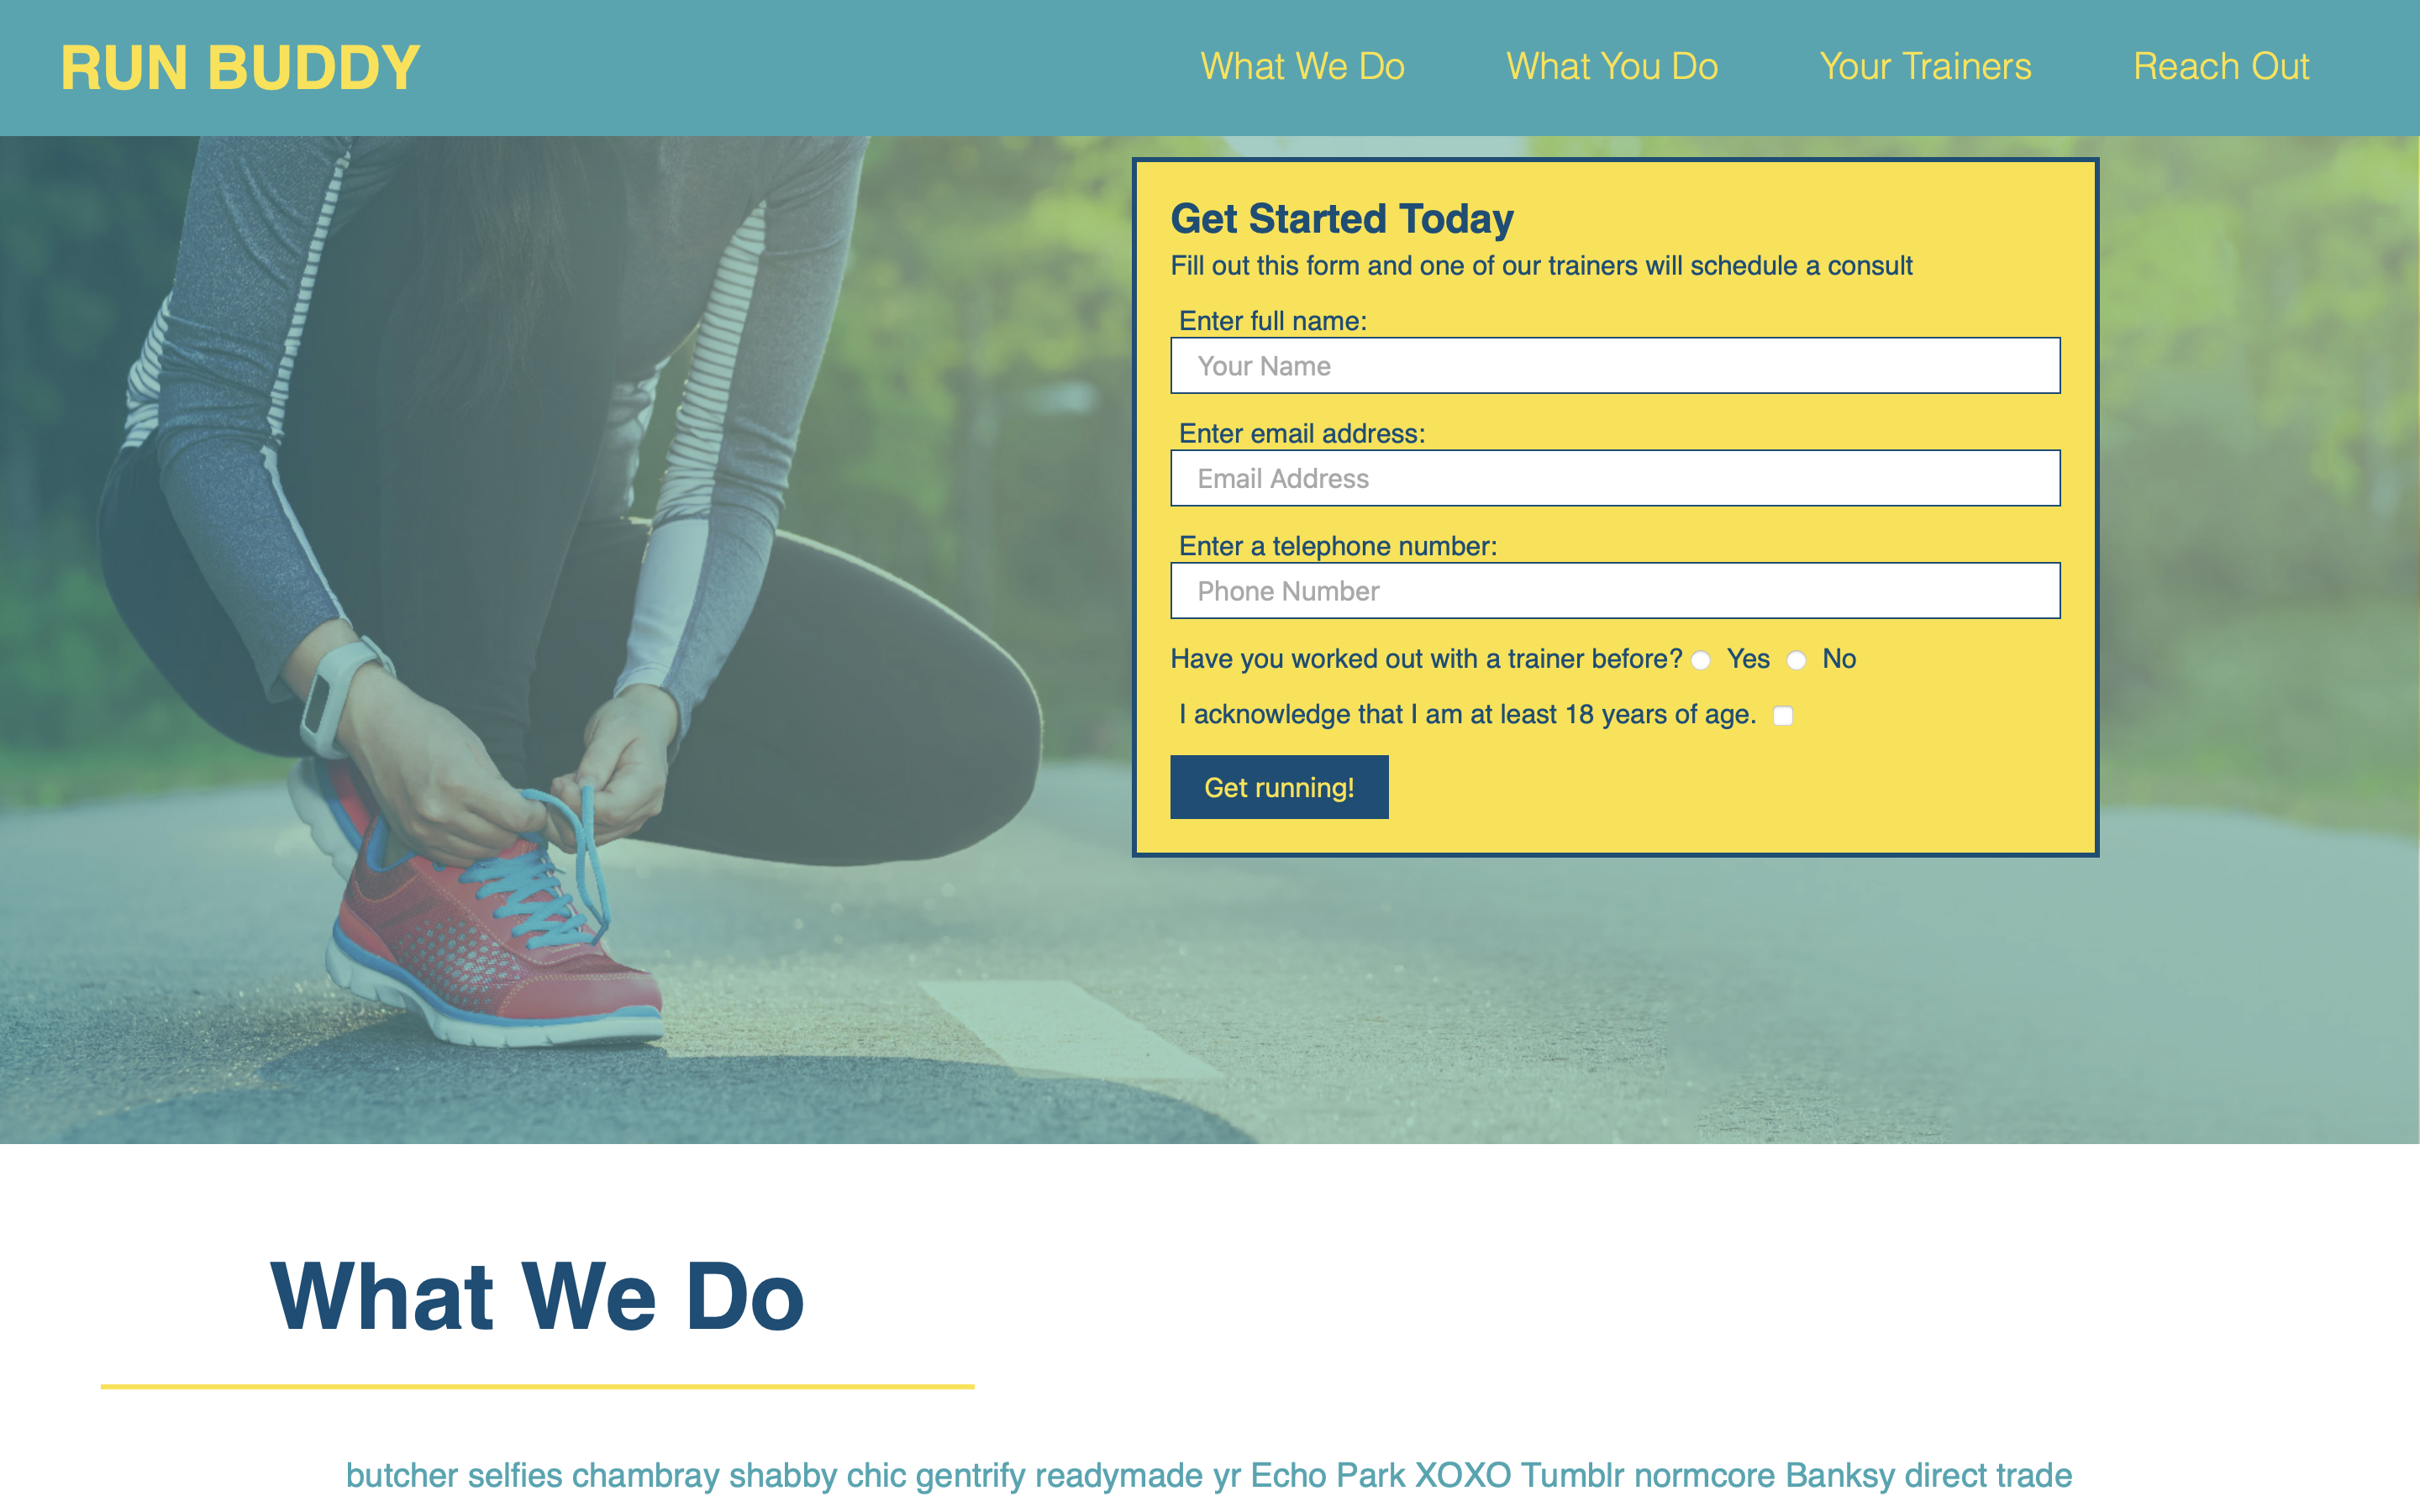 RUN BUDDY
What We Do What You Do Your Trainers Reach Out
Get Started Today
Fill out this form and one of our trainers will schedule a consult
Enter full name:
Your Name
Enter email address:
Email Address
Enter a telephone number:
Phone Number
Have you worked out with a trainer before? Yes No
I acknowledge that I am at least 18 years of age.
Get running!
What We Do
butcher selfies chambray shabby chic gentrify readymade yr Echo Park XOXO Tumblr normcore Banksy direct trade